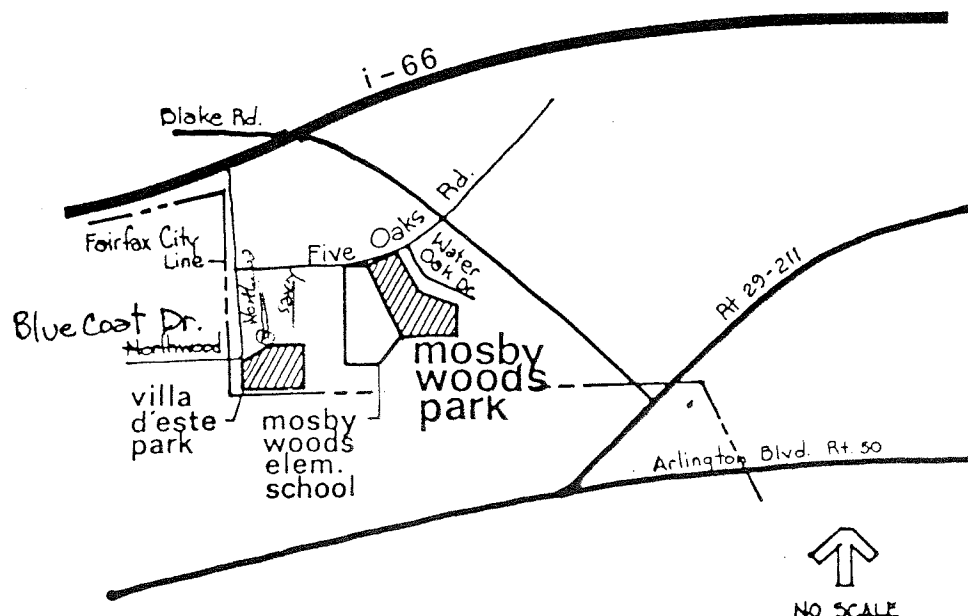 i-66
Blake Rd.
Fairfax City
Line
Five Oaks Rd.
Water
Oak Dr.
Rt 29-211
Blue Coat Dr.
Northwood
villa
d'este
park
mosby
woods
elem.
school
mosby
woods
park
Arlington Blvd. Rt. 50
NO SCALE